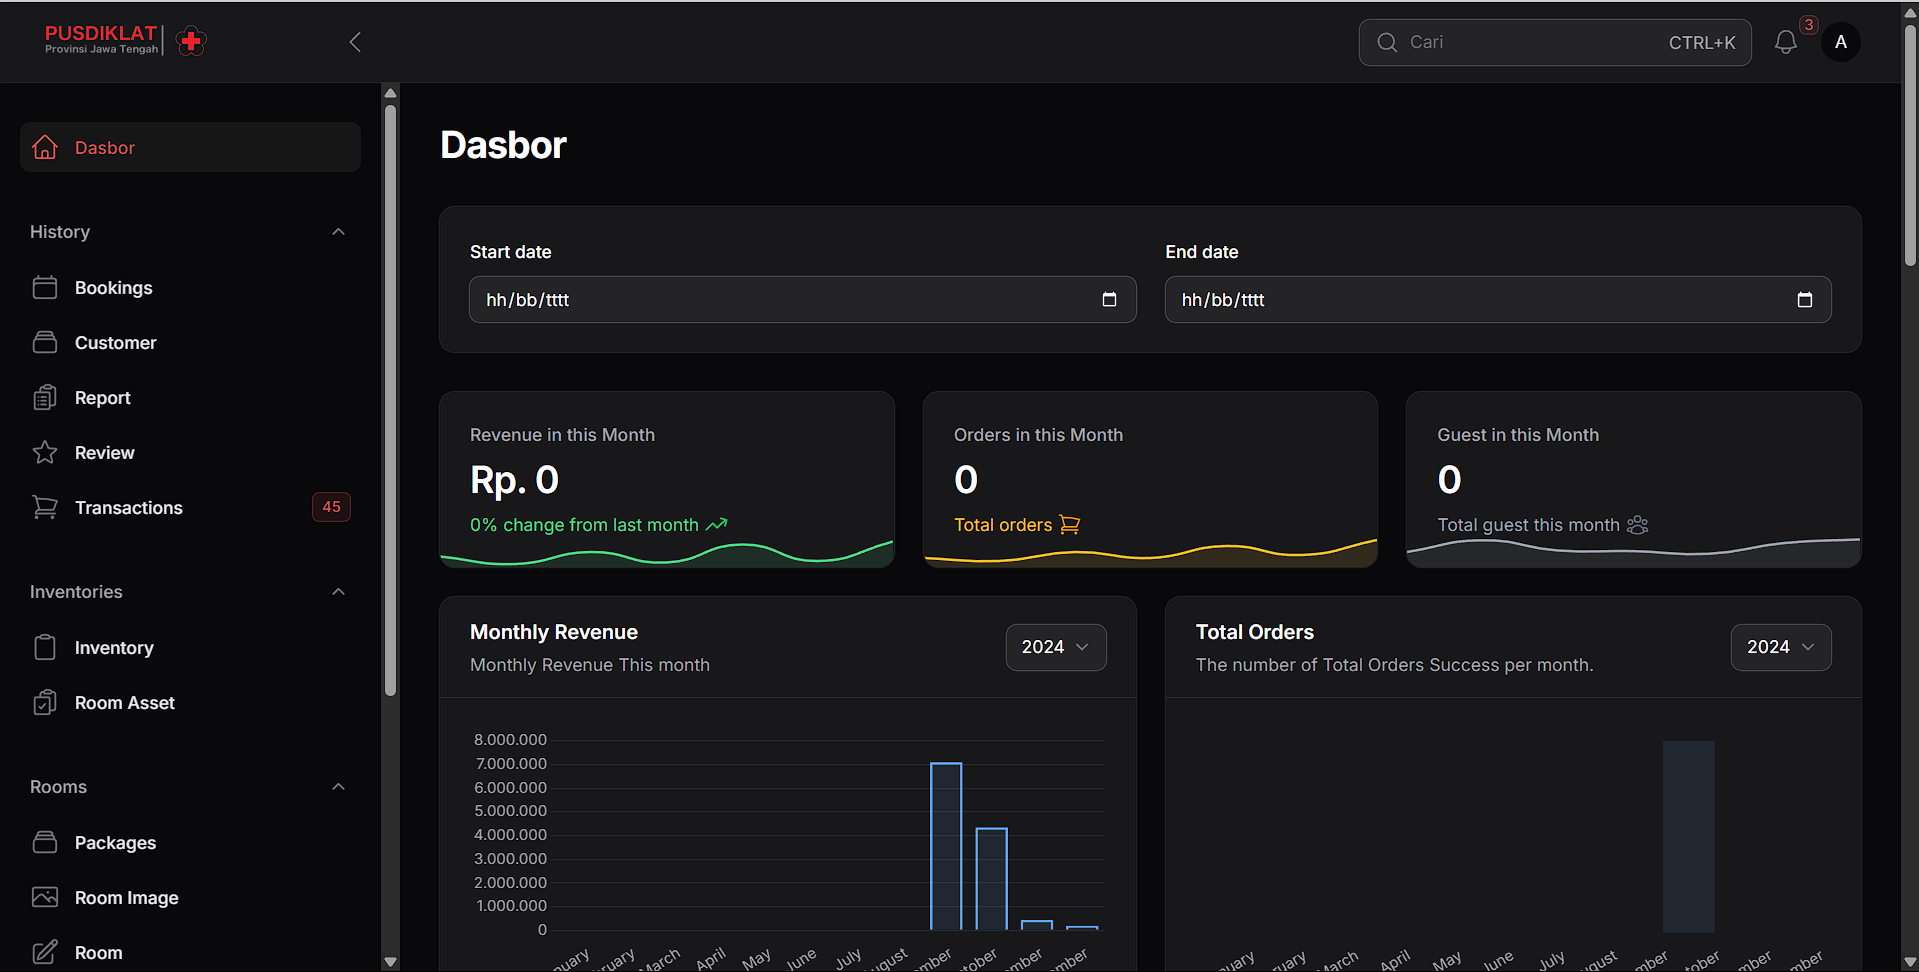 PUSDIKLAT
Provinsi Jawa Tengah
Cari
CTRL+K
3
A
Dasbor
History
Bookings
Customer
Report
Review
Transactions
45
Inventories
Inventory
Room Asset
Rooms
Packages
Room Image
Room
Dasbor
Start date
hh/bb/tttt
End date
hh/bb/tttt
Revenue in this Month
Rp. 0
0% change from last month
Orders in this Month
0
Total orders
Guest in this Month
0
Total guest this month
Monthly Revenue
Monthly Revenue This month
2024
8.000.000
7.000.000
6.000.000
5.000.000
4.000.000
3.000.000
2.000.000
1.000.000
0
nuary
ruary
March
April
May
June
July
ugust
ember
tober
ember
ember
Total Orders
The number of Total Orders Success per month.
2024
nuary
ruary
March
April
May
June
July
ugust
mber
tober
mber
mber